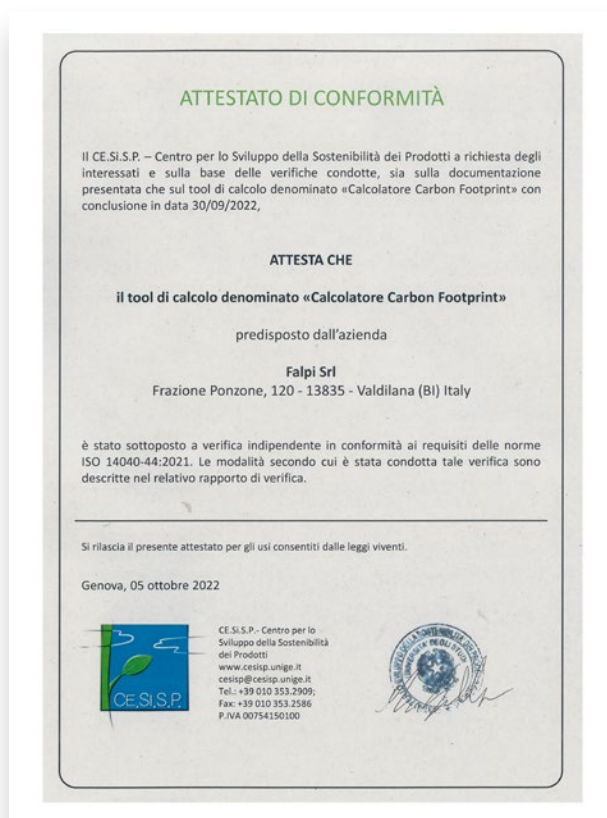 ATTESTATO DI CONFORMITÀ
Il CE.Si.S.P. – Centro per lo Sviluppo della Sostenibilità dei Prodotti a richiesta degli
interessati e sulla base delle verifiche condotte, sia sulla documentazione
presentata che sul tool di calcolo denominato «Calcolatore Carbon Footprint» con
conclusione in data 30/09/2022,
ATTESTA CHE
il tool di calcolo denominato «Calcolatore Carbon Footprint»
predisposto dall'azienda
Falpi Srl
Frazione Ponzone, 120 - 13835 - Valdilana (BI) Italy
è stato sottoposto a verifica indipendente in conformità ai requisiti delle norme
ISO 14040-44:2021. Le modalità secondo cui è stata condotta tale verifica sono
descritte nel relativo rapporto di verifica.
Si rilascia il presente attestato per gli usi consentiti dalle leggi viventi.
Genova, 05 ottobre 2022
CE.SI.S.P.
CE.Si.S.P.- Centro per lo
Sviluppo della Sostenibilità
dei Prodotti
www.cesisp.unige.it
cesisp@cesisp.unige.it
Tel.: +39 010 353.2909;
Fax: +39 010 353.2586
P.IVA 00754150100